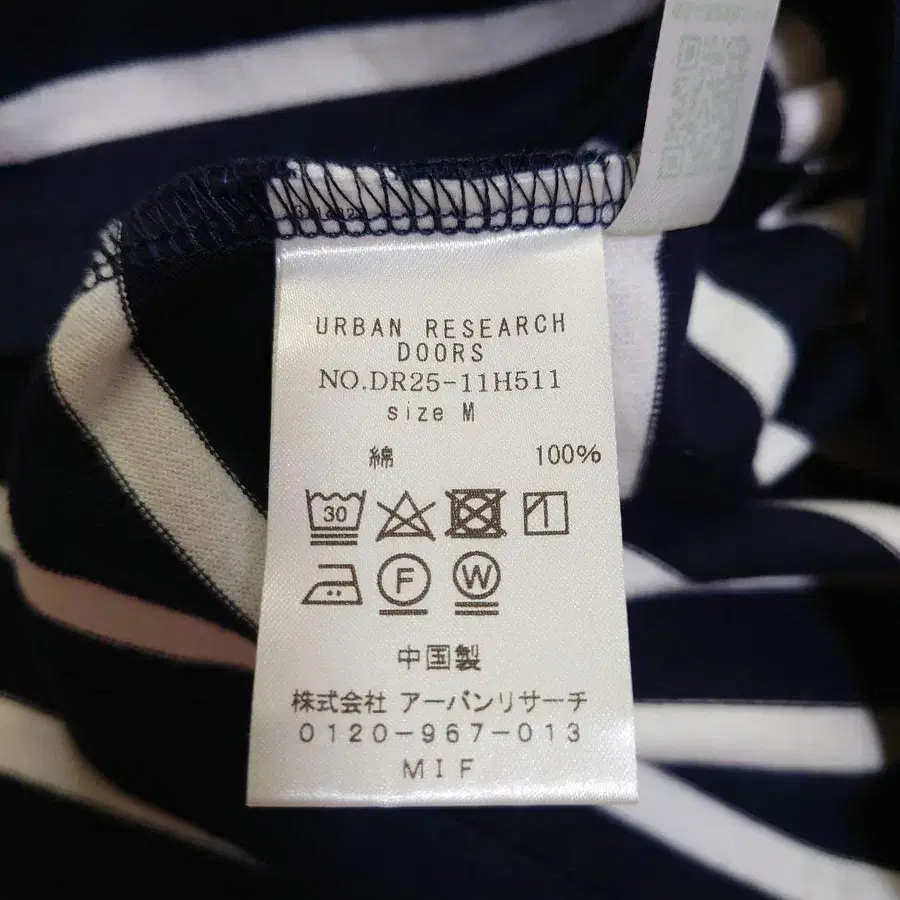 URBAN RESEARCH
DOORS
NO.DR25-11H511
size M
綿 100%
30
F W
中国製
株式会社 アーバンリサーチ
0120-967-013
MIF